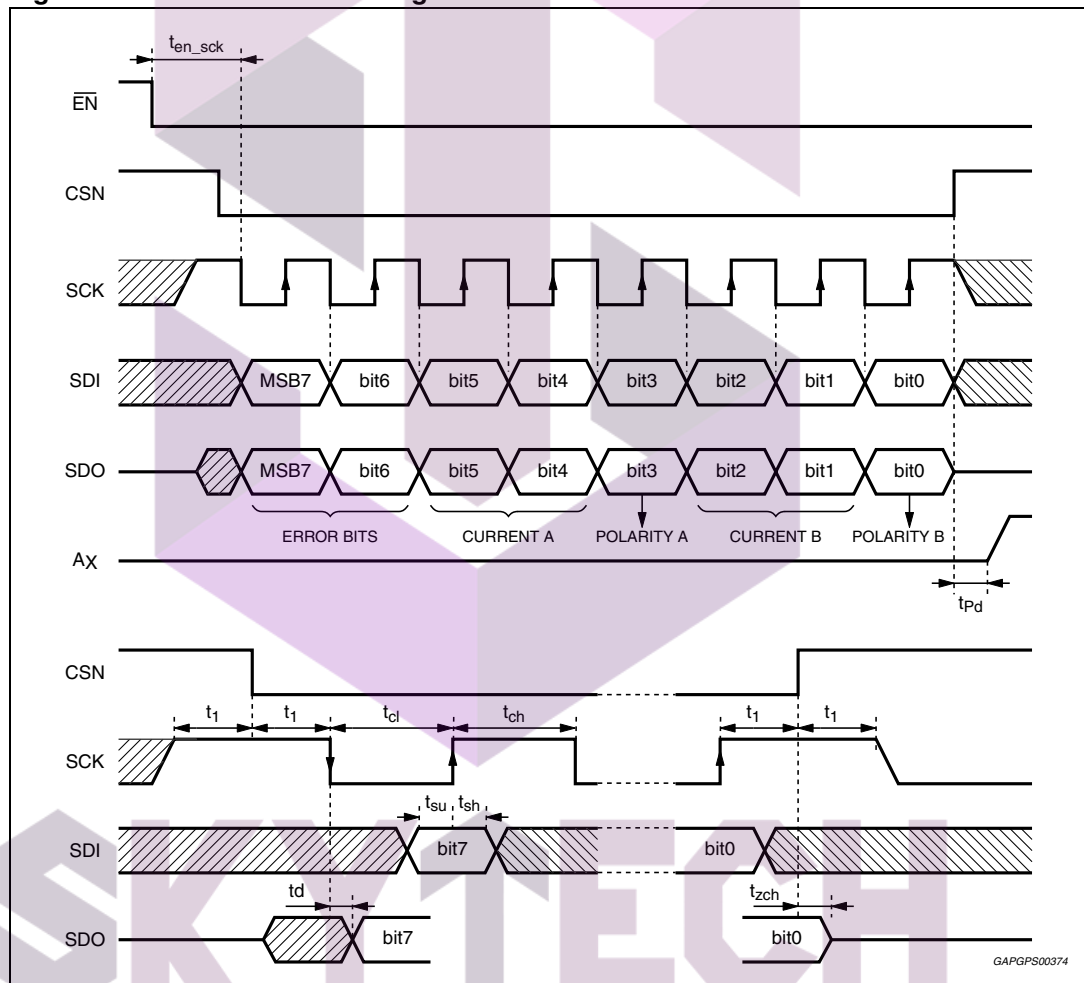 t_en_sck
EN
CSN
SCK
SDI MSB7 bit6 bit5 bit4 bit3 bit2 bit1 bit0
SDO MSB7 bit6 bit5 bit4 bit3 bit2 bit1 bit0
ERROR BITS CURRENT A POLARITY A CURRENT B POLARITY B
AX
tPd
CSN
t1 t1 tcl tch t1 t1
SCK
tsu tsh
SDI bit7 bit0
td tzch
SDO bit7 bit0
GAPGPS00374
SKYTECH